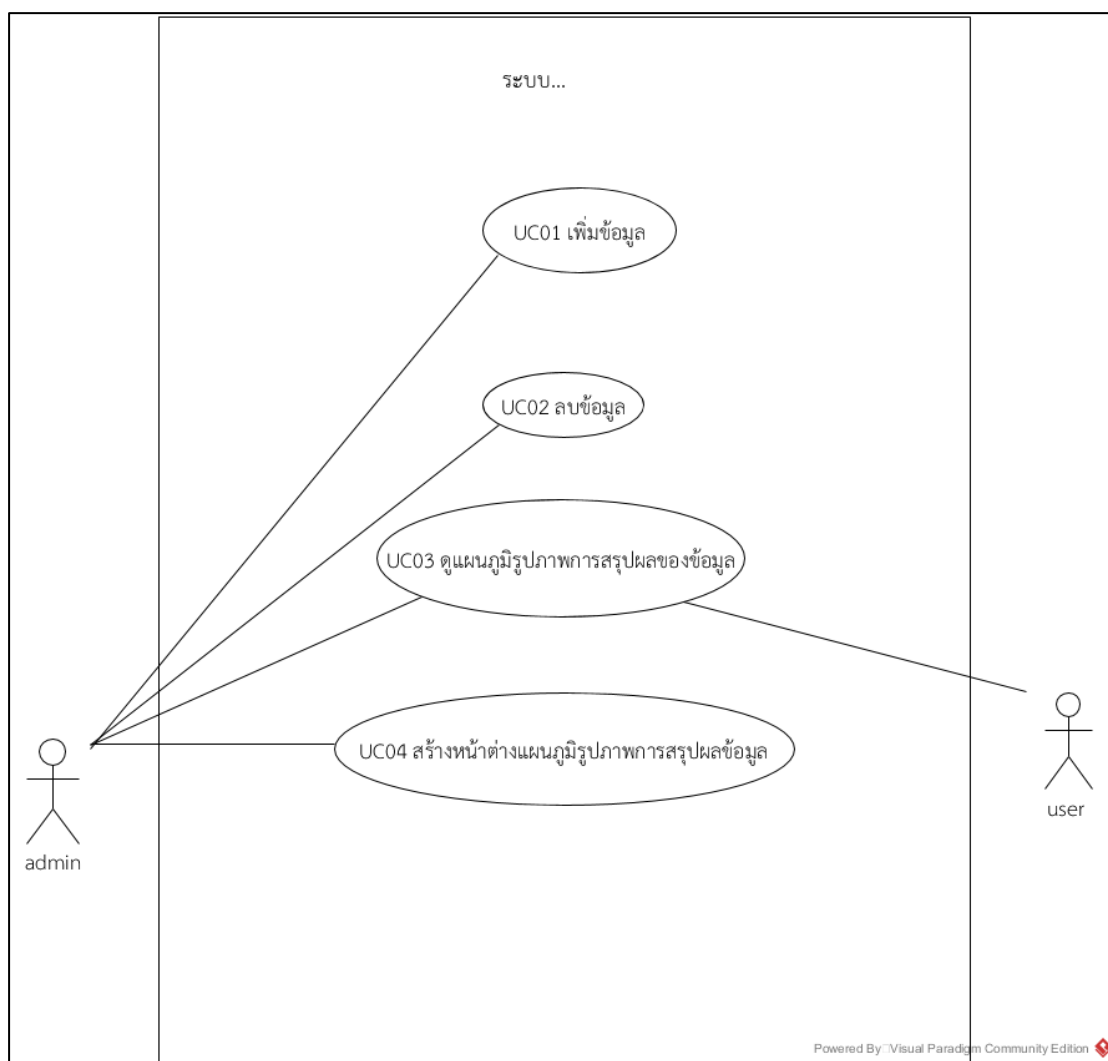 ระบบ...
UC01 เพิ่มข้อมูล
UC02 ลบข้อมูล
UC03 ดูแผนภูมิรูปภาพการสรุปผลของข้อมูล
UC04 สร้างหน้าต่างแผนภูมิรูปภาพการสรุปผลข้อมูล
admin
user
Powered By Visual Paradigm Community Edition